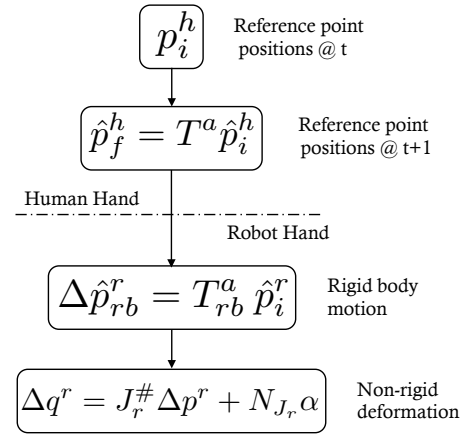 $p_i^h$
Reference point
positions @ t
$\hat{p}_f^h = T^a \hat{p}_i^h$
Reference point
positions @ t+1
Human Hand
Robot Hand
$\Delta \hat{p}_{rb}^r = T_{rb}^a \, \hat{p}_i^r$
Rigid body
motion
$\Delta q^r = J_r^{\#} \Delta p^r + N_{J_r} \alpha$
Non-rigid
deformation